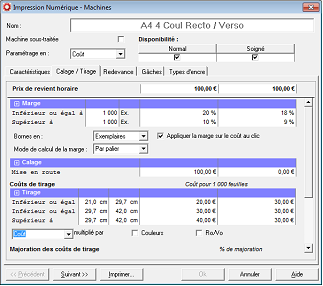 Impression Numérique - Machines
Nom :
A4 4 Coul Recto / Verso
Machine sous-traitée
Disponibilité :
Paramétrage en :
Coût
Normal
Soigné
Caractéristiques
Calage / Tirage
Redevance
Gâches
Types d'encre
Prix de revient horaire
100,00 €
100,00 €
Marge
Inférieur ou égal à
1 000
Ex.
20 %
18 %
Supérieur à
1 000
Ex.
10 %
9 %
Bornes en :
Exemplaires
Appliquer la marge sur le coût au clic
Mode de calcul de la marge :
Par palier
Calage
Mise en route
100,00 €
0,00 €
Coûts de tirage
Coût pour 1 000 feuilles
Tirage
Inférieur ou égal à
21,0 cm
29,7 cm
20,00 €
30,00 €
Inférieur ou égal à
29,7 cm
42,0 cm
30,00 €
30,00 €
Supérieur à
29,7 cm
42,0 cm
40,00 €
30,00 €
Coût
multiplié par
Couleurs
Ro/Vo
Majoration des coûts de tirage
% de majoration
<< Précédent
Suivant >>
Imprimer...
Ok
Annuler
Aide